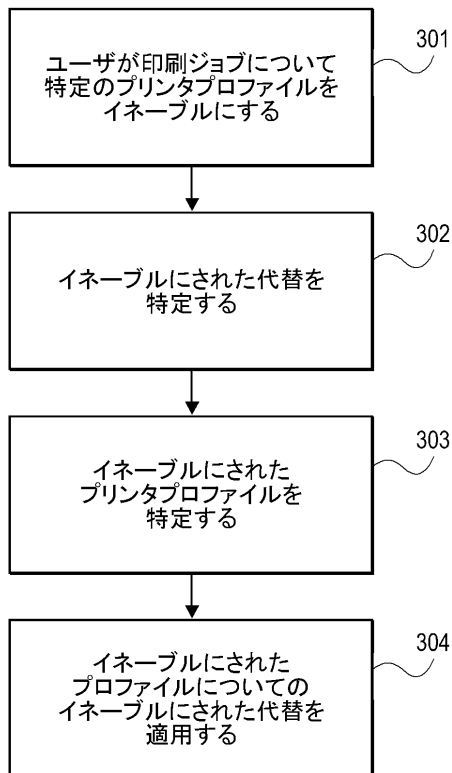 ユーザが印刷ジョブについて
特定のプリンタプロファイルを
イネーブルにする
301
イネーブルにされた代替を
特定する
302
イネーブルにされた
プリンタプロファイルを
特定する
303
イネーブルにされた
プロファイルについての
イネーブルにされた代替を
適用する
304